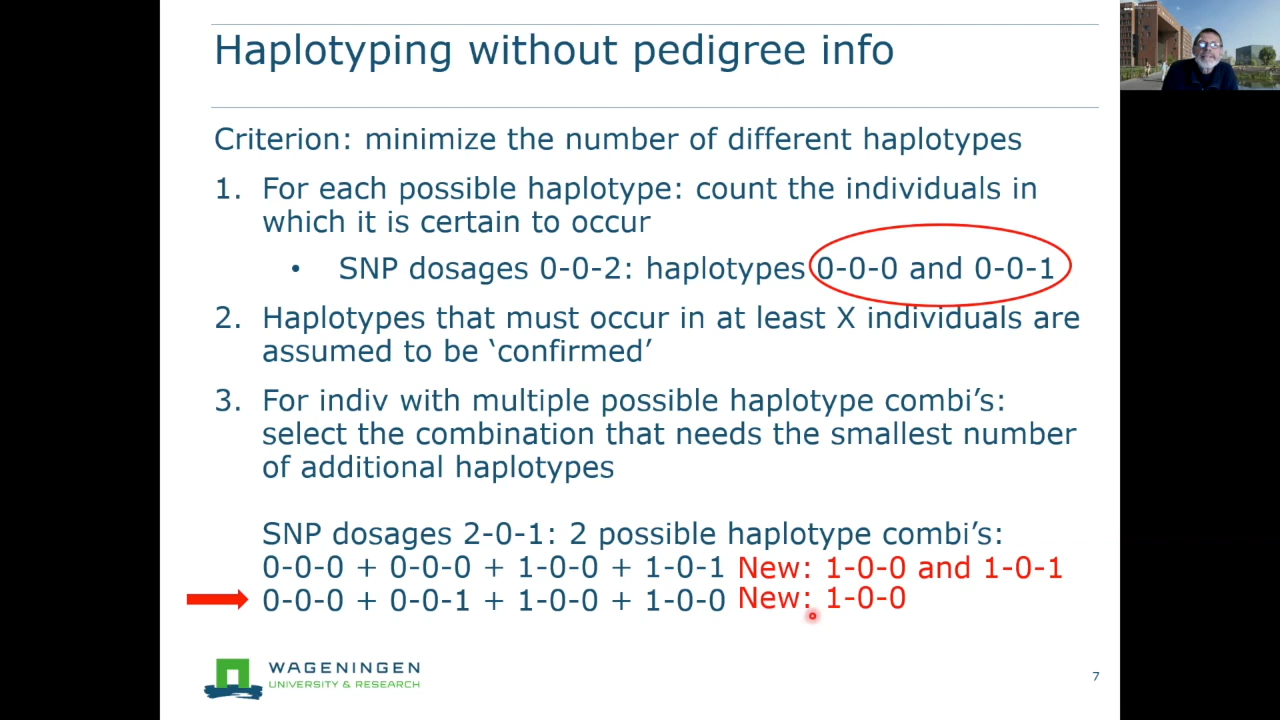 Haplotyping without pedigree info
Criterion: minimize the number of different haplotypes
1. For each possible haplotype: count the individuals in
which it is certain to occur
• SNP dosages 0-0-2: haplotypes 0-0-0 and 0-0-1
2. Haplotypes that must occur in at least X individuals are
assumed to be ‘confirmed’
3. For indiv with multiple possible haplotype combi’s:
select the combination that needs the smallest number
of additional haplotypes
SNP dosages 2-0-1: 2 possible haplotype combi’s:
0-0-0 + 0-0-0 + 1-0-0 + 1-0-1 New: 1-0-0 and 1-0-1
0-0-0 + 0-0-1 + 1-0-0 + 1-0-0 New: 1-0-0
WAGENINGEN
UNIVERSITY & RESEARCH
7